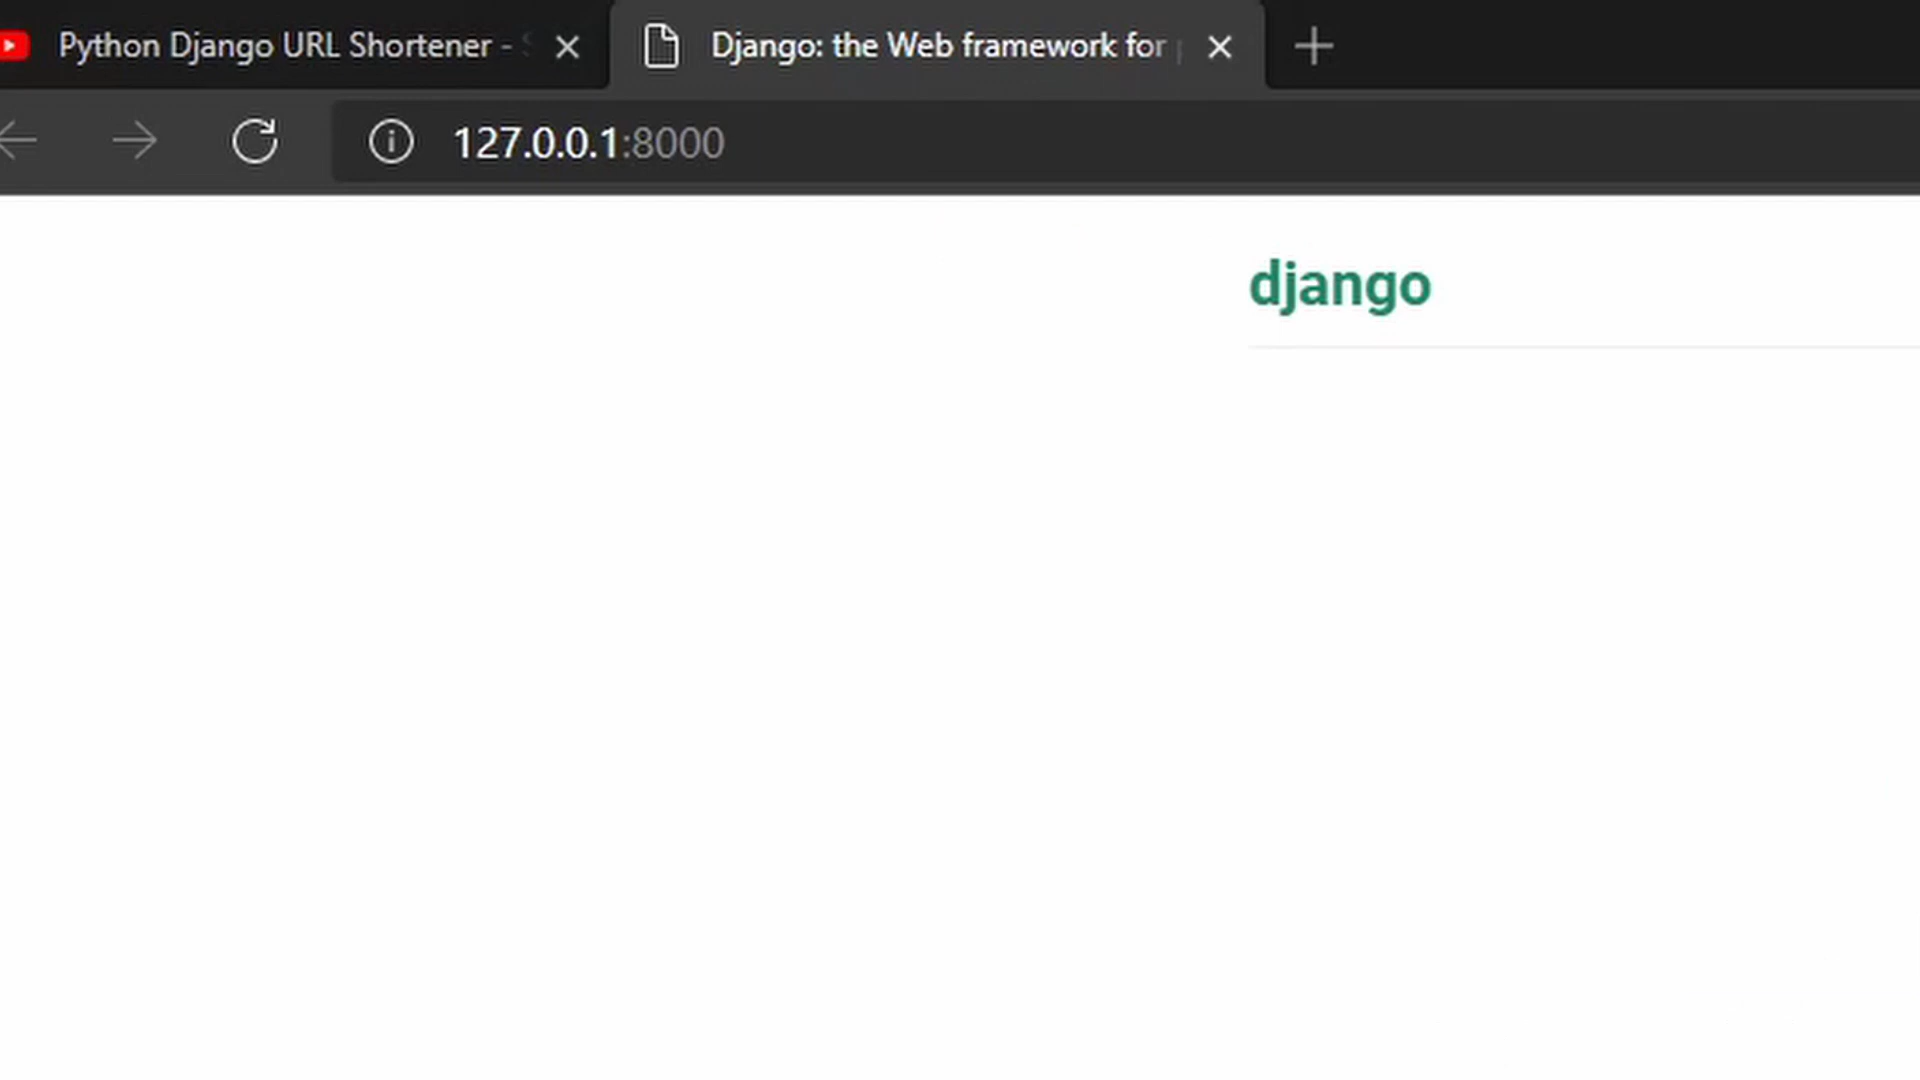 Python Django URL Shortener -
Django: the Web framework for
127.0.0.1:8000
django